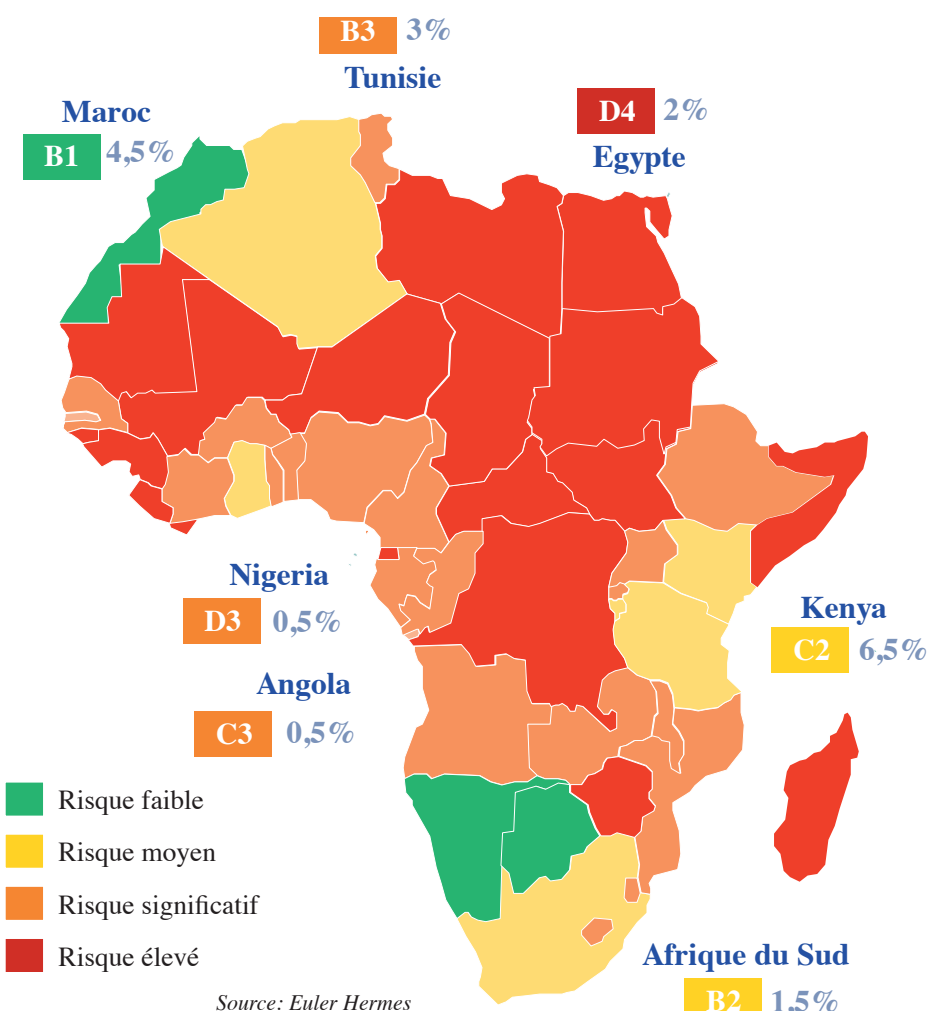 B3 3%
Tunisie
Maroc
B1 4,5%
D4 2%
Egypte
Nigeria
D3 0,5%
Kenya
C2 6,5%
Angola
C3 0,5%
Risque faible
Risque moyen
Risque significatif
Risque élevé
Afrique du Sud
B2 1,5%
Source: Euler Hermes